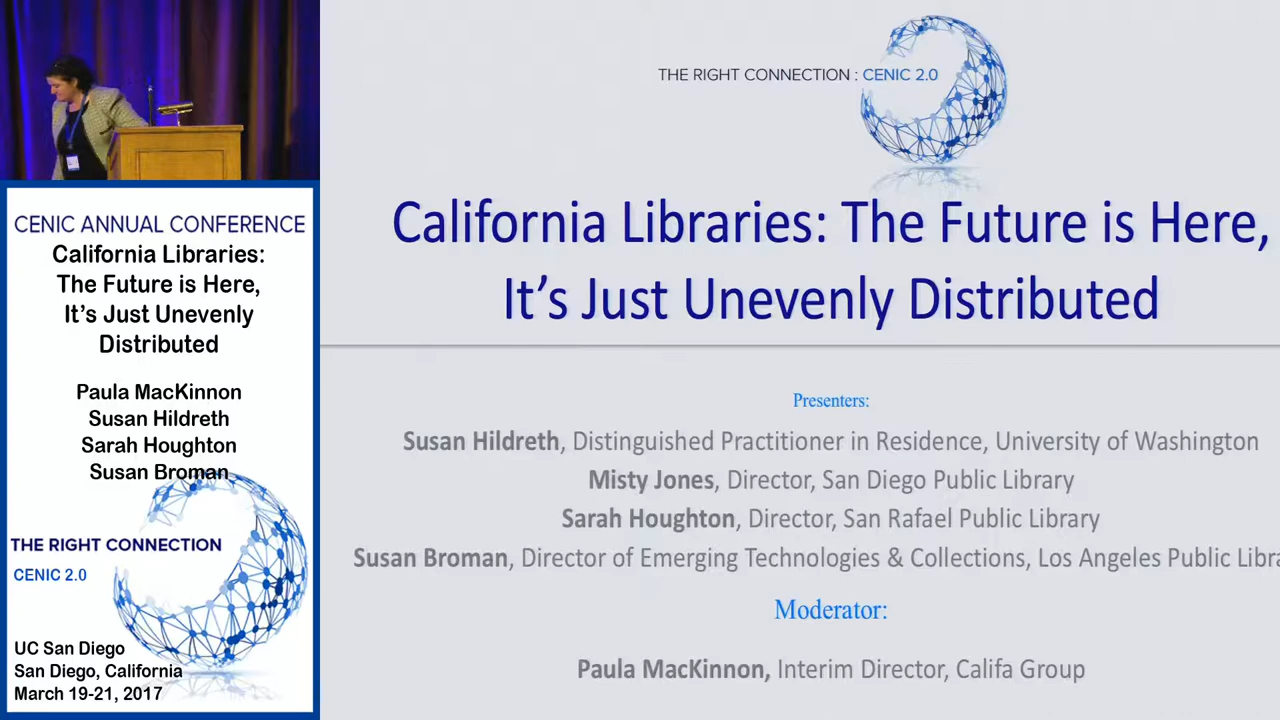 CENIC ANNUAL CONFERENCE
California Libraries:
The Future is Here,
It's Just Unevenly
Distributed
Paula MacKinnon
Susan Hildreth
Sarah Houghton
Susan Broman
THE RIGHT CONNECTION
CENIC 2.0
UC San Diego
San Diego, California
March 19-21, 2017
THE RIGHT CONNECTION : CENIC 2.0
California Libraries: The Future is Here,
It's Just Unevenly Distributed
Presenters:
Susan Hildreth, Distinguished Practitioner in Residence, University of Washington
Misty Jones, Director, San Diego Public Library
Sarah Houghton, Director, San Rafael Public Library
Susan Broman, Director of Emerging Technologies & Collections, Los Angeles Public Libra
Moderator:
Paula MacKinnon, Interim Director, Califa Group